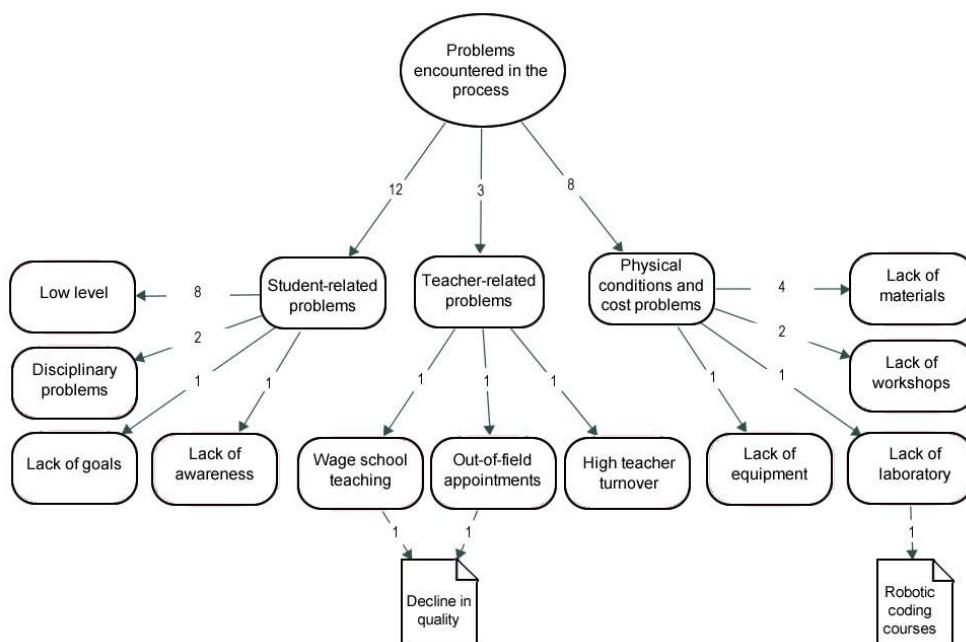 Problems
encountered in the
process
12
3
8
Student-related
problems
Teacher-related
problems
Physical
conditions and
cost problems
Low level
8
4
Lack of
materials
Disciplinary
problems
2
2
Lack of
workshops
1
1
1
1
1
1
1
Lack of goals
Lack of
awareness
Wage school
teaching
Out-of-field
appointments
High teacher
turnover
Lack of
equipment
Lack of
laboratory
1
1
1
Decline in
quality
Robotic
coding
courses